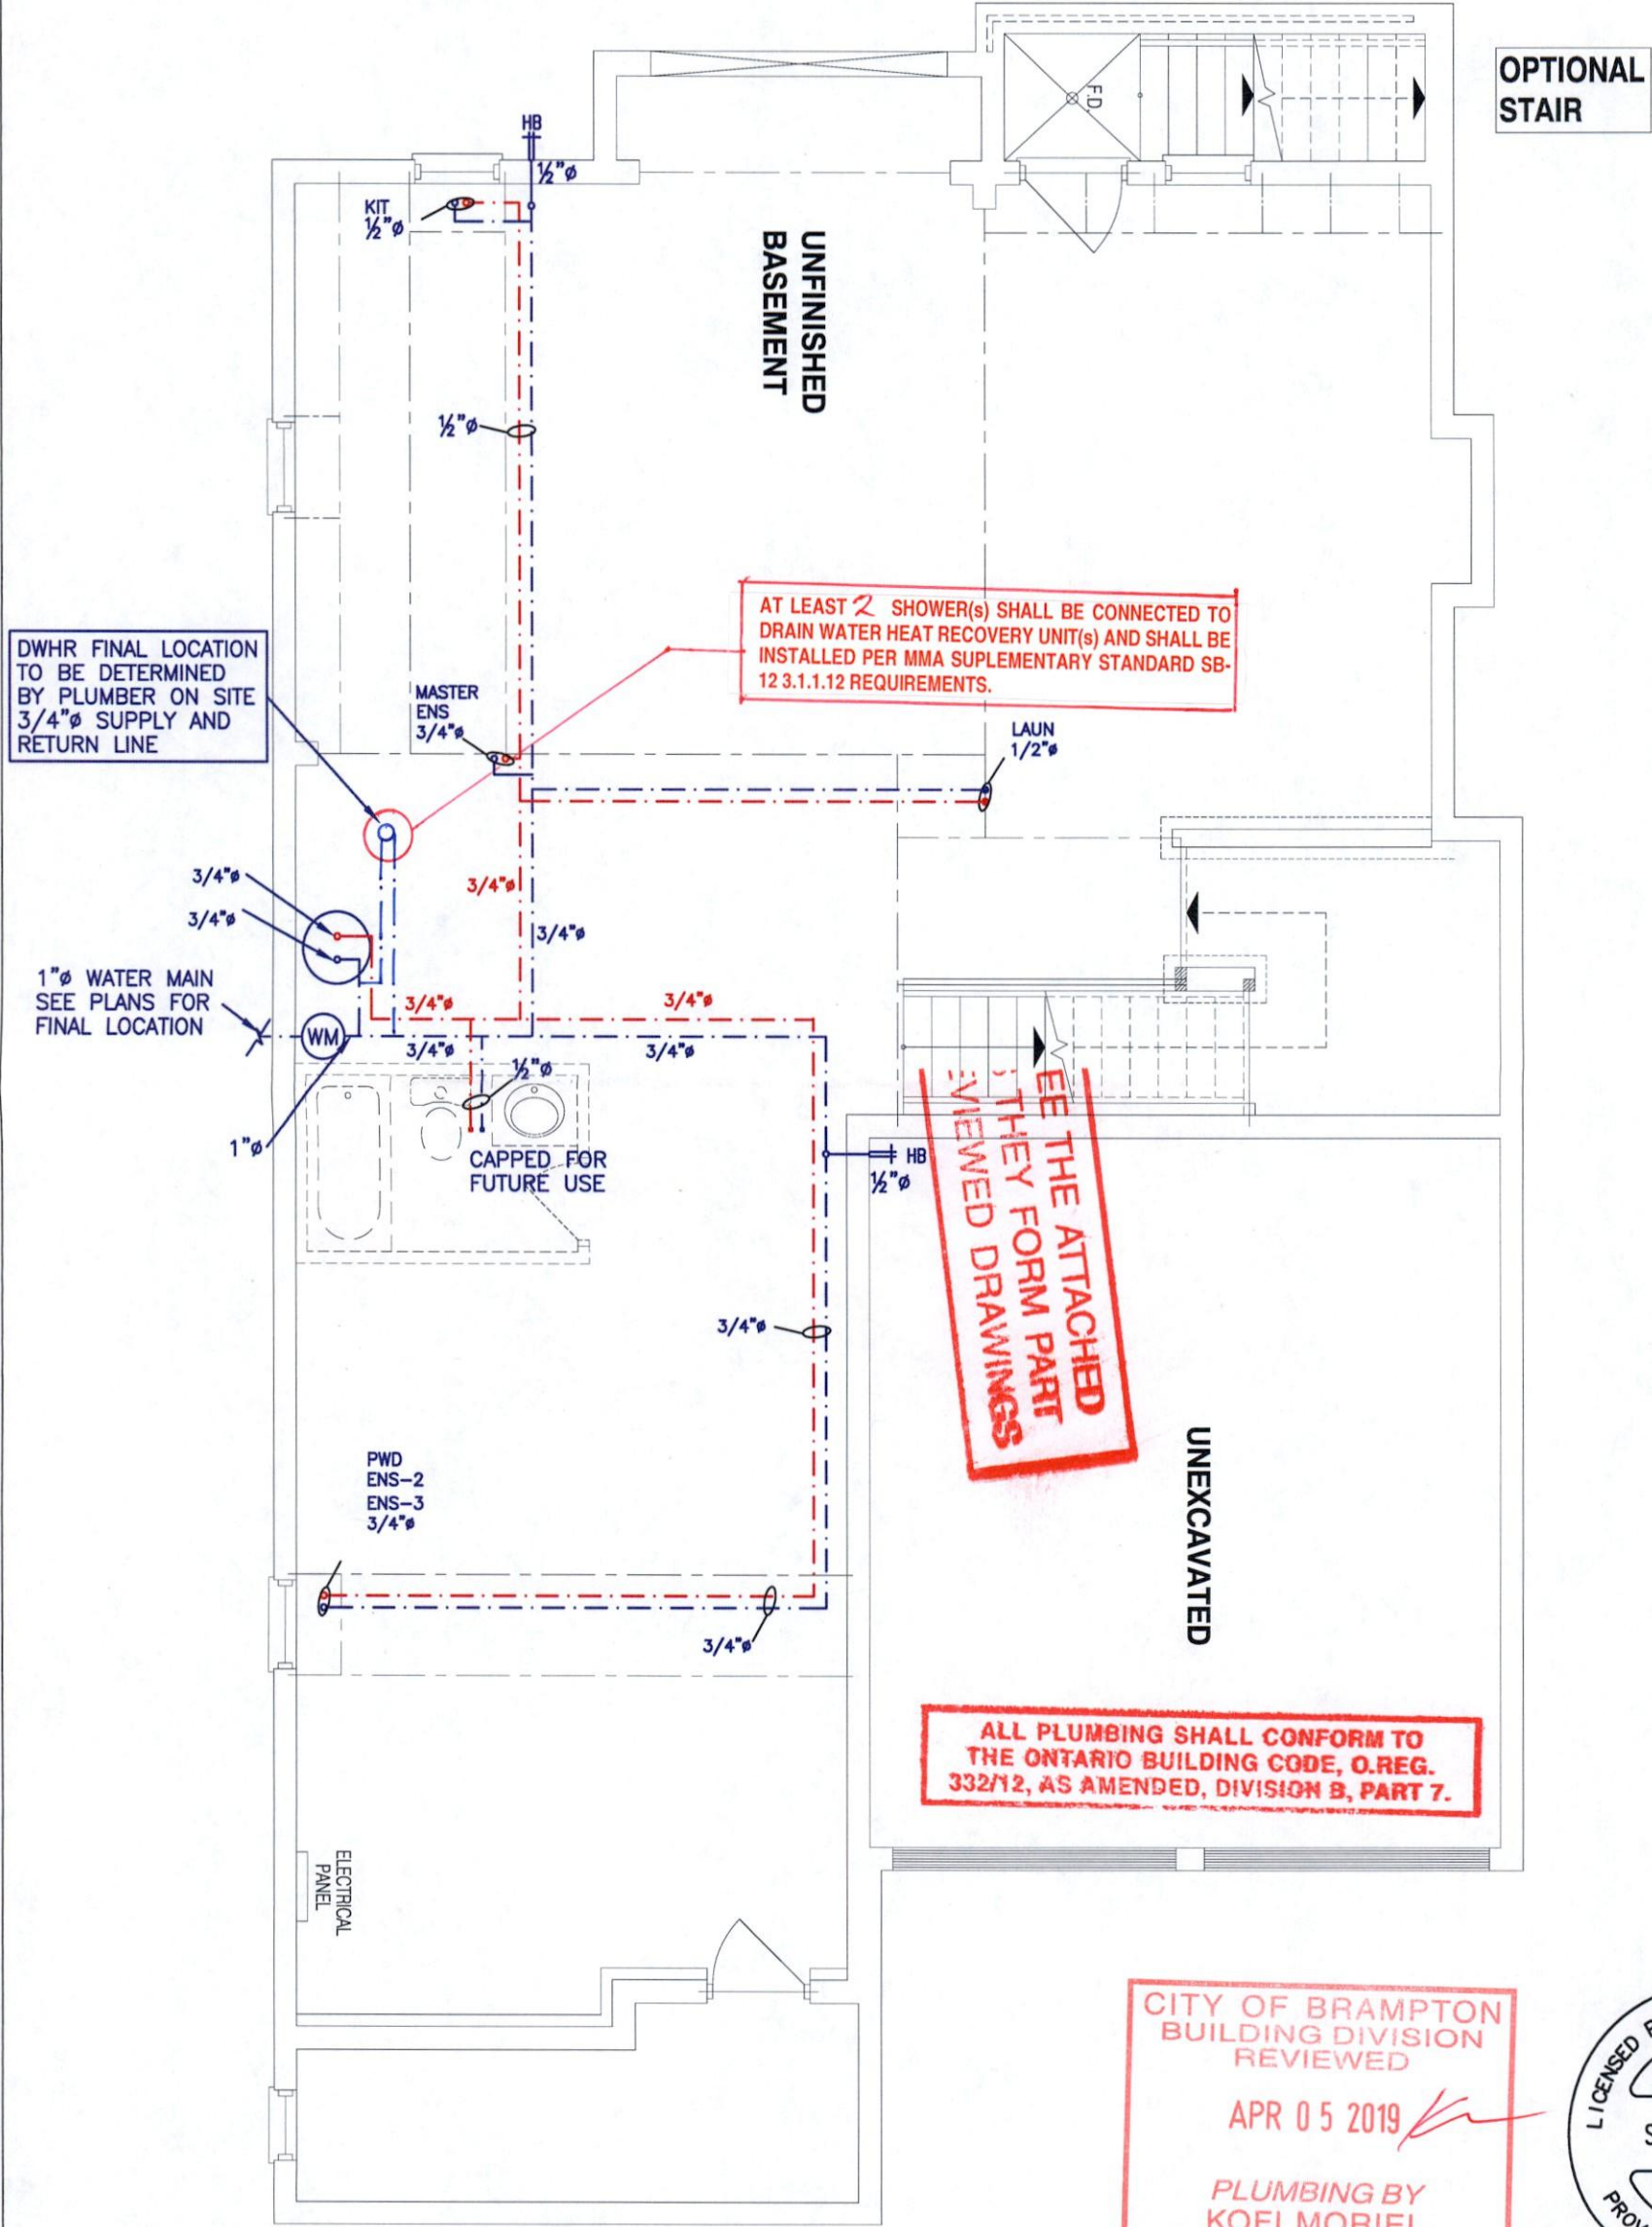 OPTIONAL
STAIR
F.D.
HB
½"ø
KIT
½"ø
UNFINISHED
BASEMENT
½"ø
AT LEAST 2 SHOWER(s) SHALL BE CONNECTED TO
DRAIN WATER HEAT RECOVERY UNIT(s) AND SHALL BE
INSTALLED PER MMA SUPLEMENTARY STANDARD SB-
12 3.1.1.12 REQUIREMENTS.
DWHR FINAL LOCATION
TO BE DETERMINED
BY PLUMBER ON SITE
3/4"ø SUPPLY AND
RETURN LINE
MASTER
ENS
3/4"ø
LAUN
1/2"ø
3/4"ø
3/4"ø
3/4"ø
3/4"ø
1"ø WATER MAIN
SEE PLANS FOR
FINAL LOCATION
WM
3/4"ø
3/4"ø
3/4"ø
3/4"ø
½"ø
1"ø
CAPPED FOR
FUTURE USE
HB
½"ø
EE THE ATTACHED
THEY FORM PART
VIEWED DRAWINGS
3/4"ø
UNEXCAVATED
PWD
ENS-2
ENS-3
3/4"ø
3/4"ø
ALL PLUMBING SHALL CONFORM TO
THE ONTARIO BUILDING CODE, O.REG.
332/12, AS AMENDED, DIVISION B, PART 7.
ELECTRICAL
PANEL
CITY OF BRAMPTON
BUILDING DIVISION
REVIEWED
APR 05 2019
PLUMBING BY
LICENSED